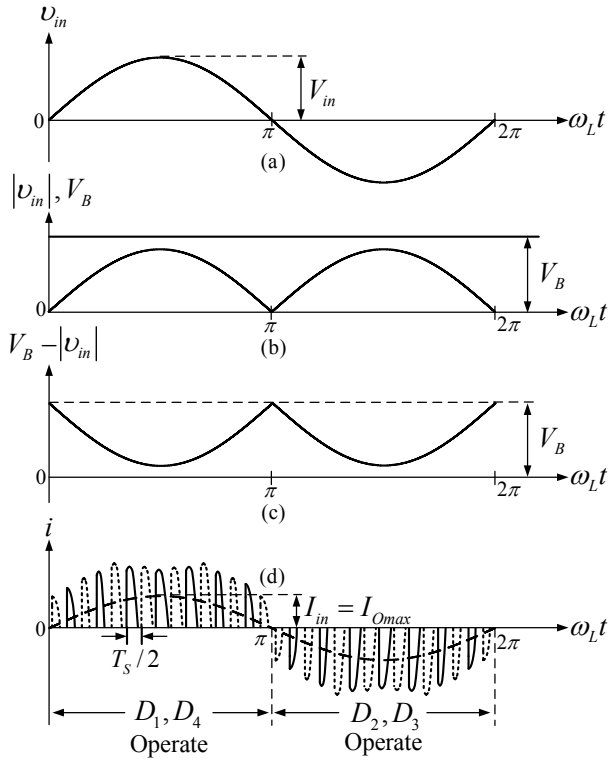 υ_in
V_in
0
π
2π
ω_L t
(a)
|υ_in|, V_B
V_B
0
π
2π
ω_L t
(b)
V_B − |υ_in|
V_B
0
π
2π
ω_L t
(c)
i
(d)
I_in = I_Omax
0
π
2π
ω_L t
T_S / 2
D_1, D_4
D_2, D_3
Operate
Operate